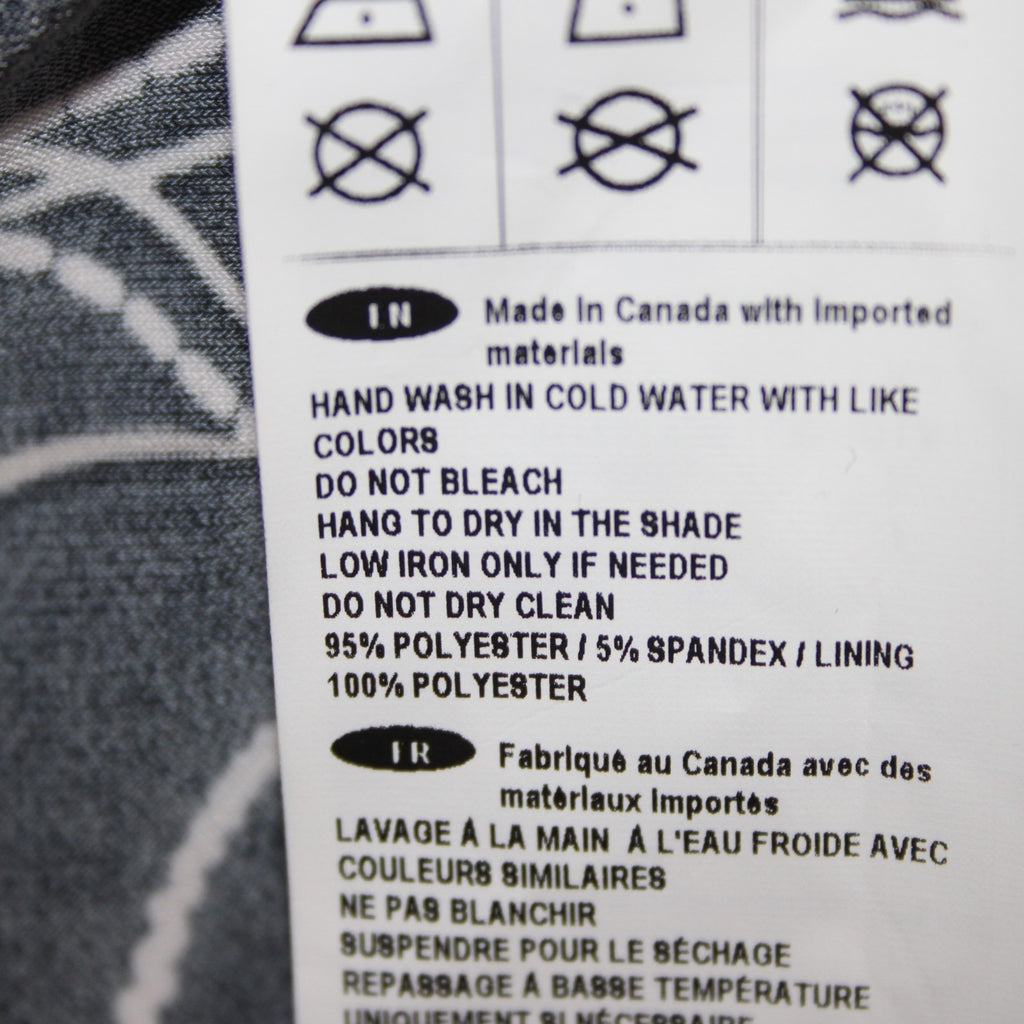 EN Made in Canada with imported
materials
HAND WASH IN COLD WATER WITH LIKE
COLORS
DO NOT BLEACH
HANG TO DRY IN THE SHADE
LOW IRON ONLY IF NEEDED
DO NOT DRY CLEAN
95% POLYESTER / 5% SPANDEX / LINING
100% POLYESTER
FR Fabriqué au Canada avec des
matériaux importés
LAVAGE À LA MAIN À L'EAU FROIDE AVEC
COULEURS SIMILAIRES
NE PAS BLANCHIR
SUSPENDRE POUR LE SÉCHAGE
REPASSAGE À BASSE TEMPÉRATURE
UNIQUEMENT SI NÉCESSAIRE